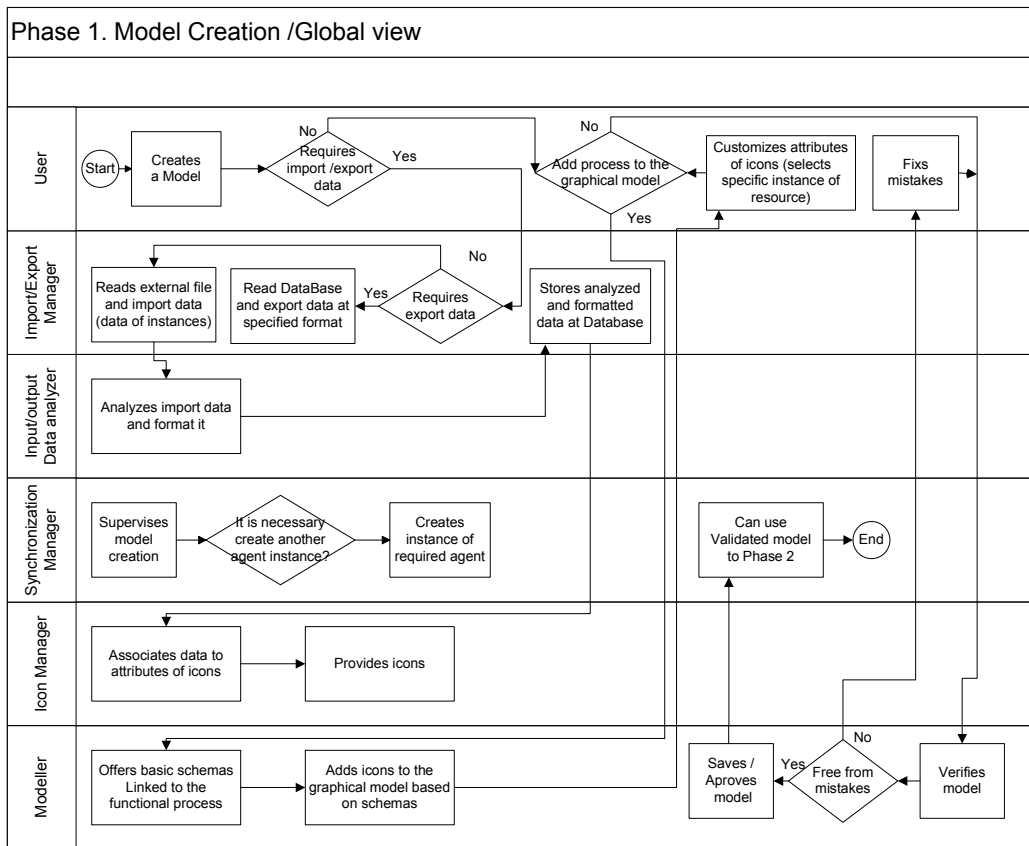 Phase 1. Model Creation /Global view
User
Start
Creates
a Model
No
Requires
import /export
data
Yes
No
Add process to the
graphical model
Yes
Customizes attributes
of icons (selects
specific instance of
resource)
Fixs
mistakes
Import/Export
Manager
Reads external file
and import data
(data of instances)
Read DataBase
and export data at
specified format
Yes
No
Requires
export data
Stores analyzed
and formatted
data at Database
Input/output
Data analyzer
Analyzes import data
and format it
Synchronization
Manager
Supervises
model
creation
It is necessary
create another
agent instance?
Creates
instance of
required agent
Can use
Validated model
to Phase 2
End
Icon Manager
Associates data to
attributes of icons
Provides icons
Modeller
Offers basic schemas
Linked to the
functional process
Adds icons to the
graphical model based
on schemas
Saves /
Aproves
model
Yes
No
Free from
mistakes
Verifies
model